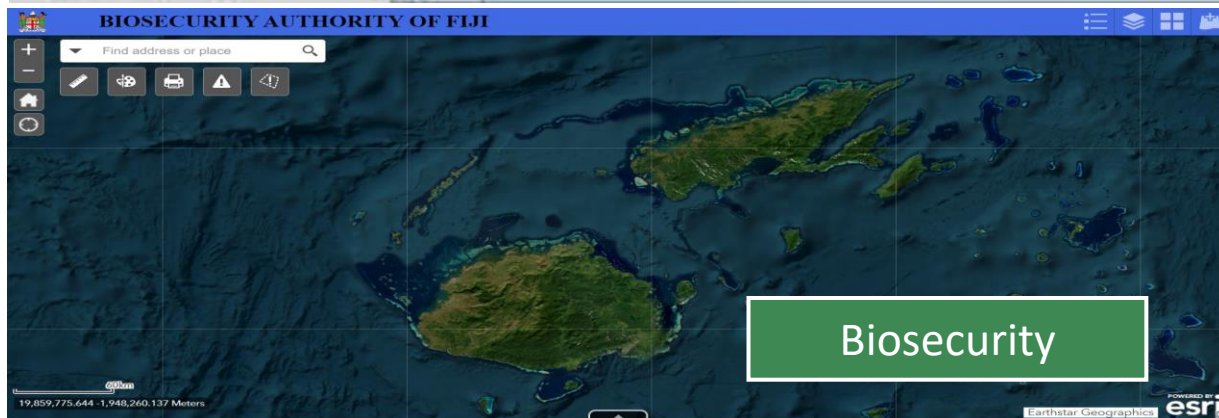 BIOSECURITY AUTHORITY OF FIJI
Find address or place
Biosecurity
60km
19,859,775.644 -1,948,260.137 Meters
Earthstar Geographics
POWERED BY
esri